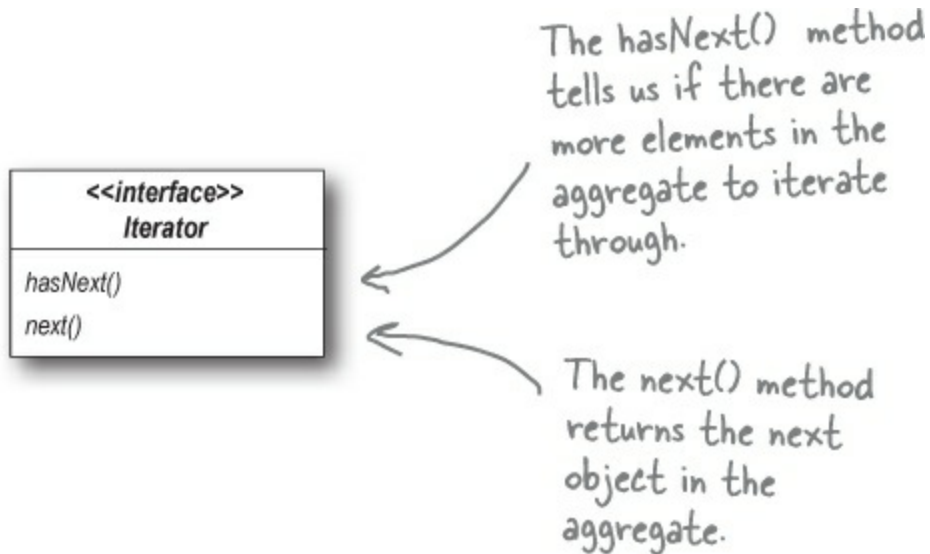 The hasNext() method
tells us if there are
more elements in the
aggregate to iterate
through.
<<interface>>
Iterator
hasNext()
next()
The next() method
returns the next
object in the
aggregate.